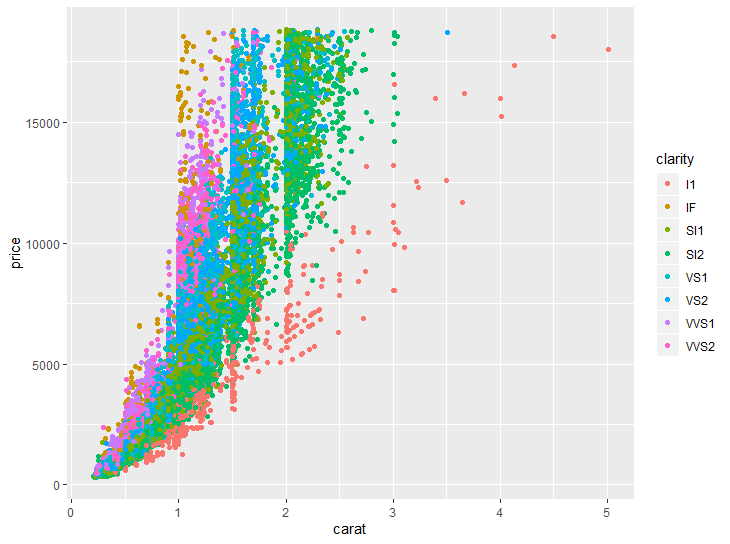 15000
10000
5000
0
price
0 1 2 3 4 5
carat
clarity
I1
IF
SI1
SI2
VS1
VS2
VVS1
VVS2